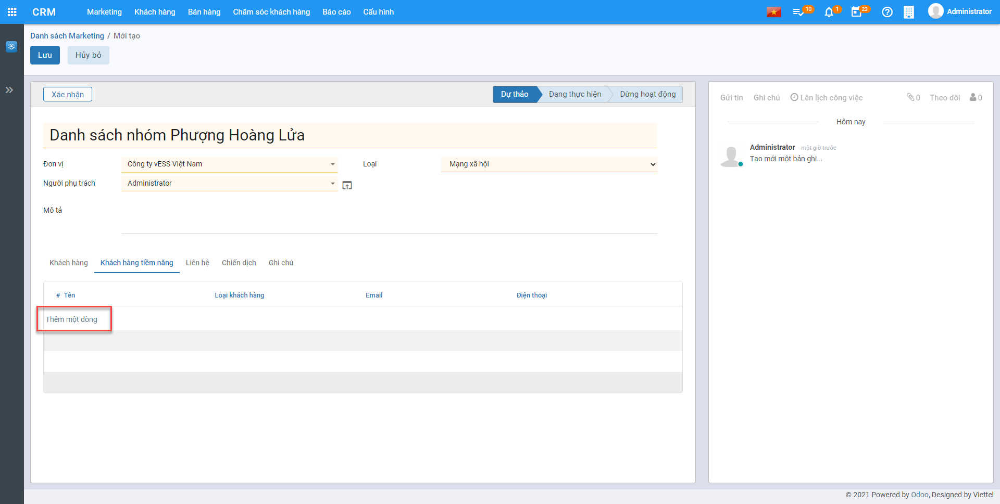 CRM Marketing Khách hàng Bán hàng Chăm sóc khách hàng Báo cáo Cấu hình 10 1 23 Administrator
Danh sách Marketing / Mới tạo
Lưu Hủy bỏ
Xác nhận Dự thảo Đang thực hiện Dừng hoạt động
Danh sách nhóm Phượng Hoàng Lửa
Đơn vị Công ty vESS Việt Nam Loại Mạng xã hội
Người phụ trách Administrator
Mô tả
Khách hàng Khách hàng tiềm năng Liên hệ Chiến dịch Ghi chú
# Tên Loại khách hàng Email Điện thoại
Thêm một dòng
Gửi tin Ghi chú Lên lịch công việc 0 Theo dõi 0
Hôm nay
Administrator - một giờ trước
Tạo mới một bản ghi...
© 2021 Powered by Odoo, Designed by Viettel